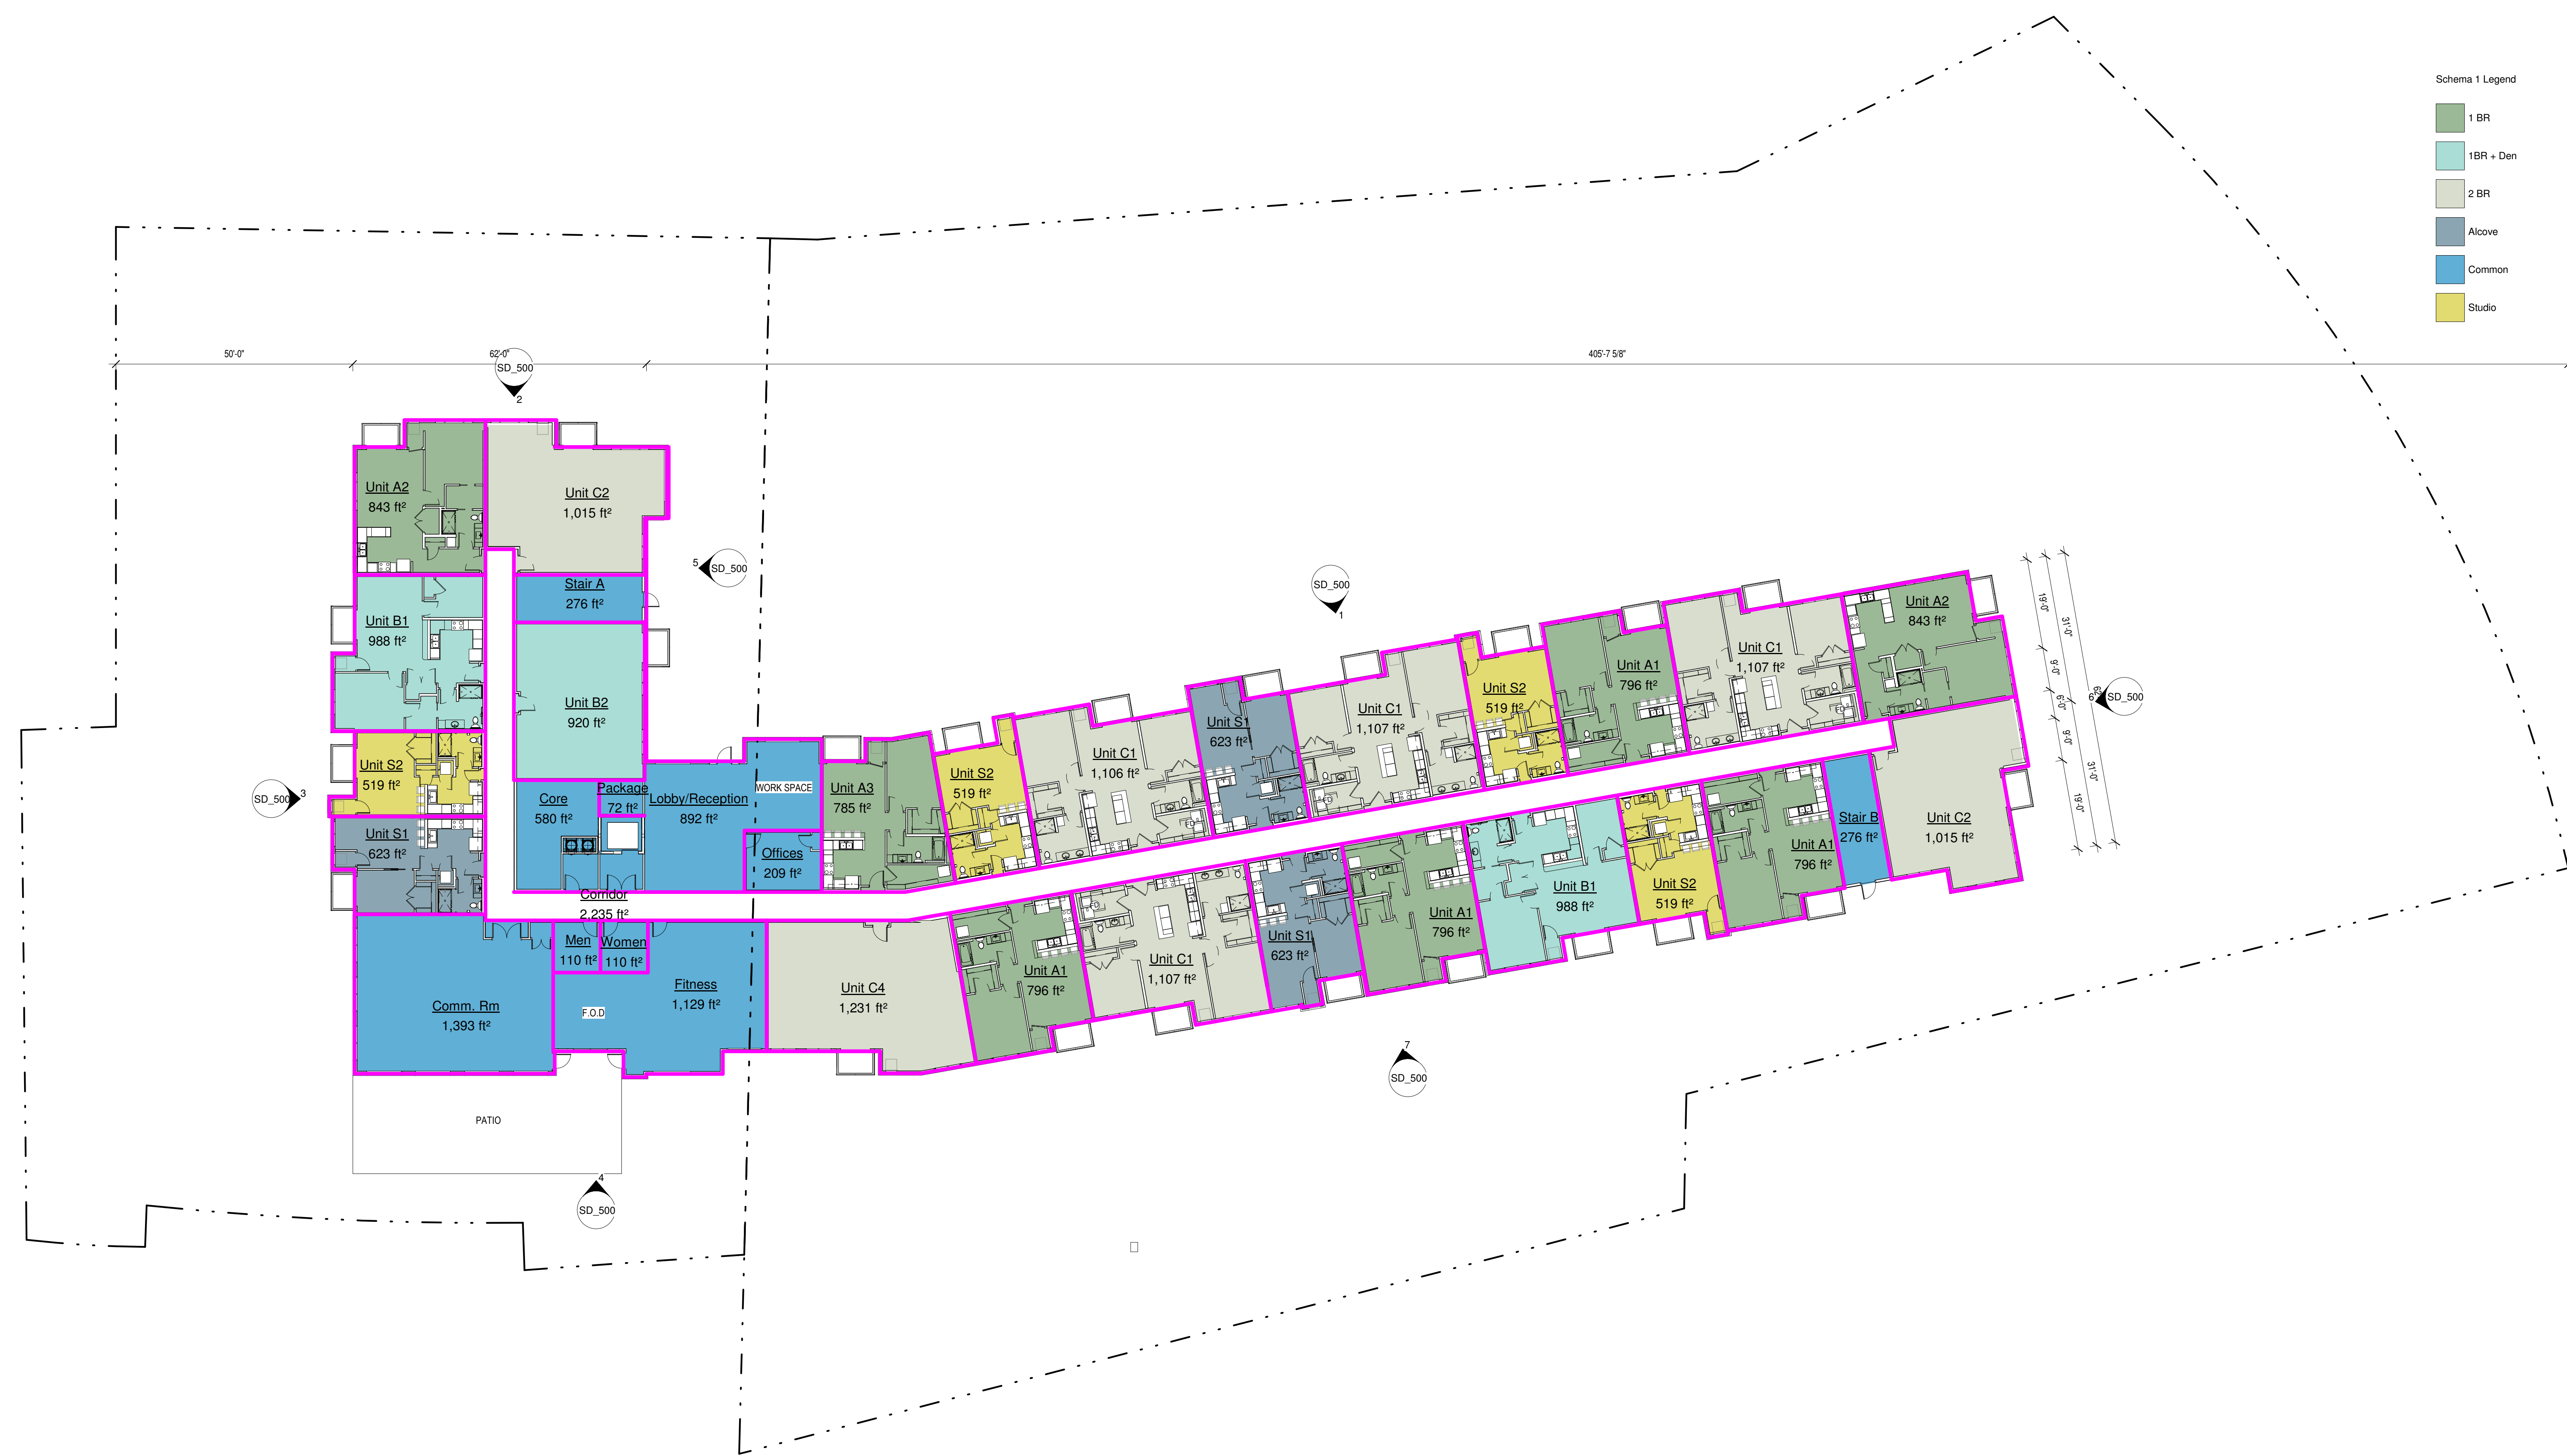 Schema 1 Legend
1 BR
1BR + Den
2 BR
Alcove
Common
Studio
50'-0"
62'-0"
405'-7 5/8"
SD_500
2
Unit A2
843 ft²
Unit C2
1,015 ft²
5
SD_500
Stair A
276 ft²
Unit B1
988 ft²
Unit B2
920 ft²
Unit S2
519 ft²
SD_500
3
Unit S1
623 ft²
Core
580 ft²
Package
72 ft²
Lobby/Reception
892 ft²
WORK SPACE
Offices
209 ft²
Corridor
2,235 ft²
Men
110 ft²
Women
110 ft²
Comm. Rm
1,393 ft²
F.O.D
Fitness
1,129 ft²
PATIO
4
SD_500
Unit A3
785 ft²
Unit S2
519 ft²
Unit C1
1,106 ft²
Unit S1
623 ft²
SD_500
1
Unit C1
1,107 ft²
Unit S2
519 ft²
Unit A1
796 ft²
Unit C1
1,107 ft²
Unit A2
843 ft²
Unit C4
1,231 ft²
Unit A1
796 ft²
Unit C1
1,107 ft²
Unit S1
623 ft²
Unit A1
796 ft²
Unit B1
988 ft²
Unit S2
519 ft²
Unit A1
796 ft²
Stair B
276 ft²
Unit C2
1,015 ft²
19'-0"
31'-0"
9'-0"
6'-0"
9'-0"
31'-0"
19'-0"
6
SD_500
7
SD_500